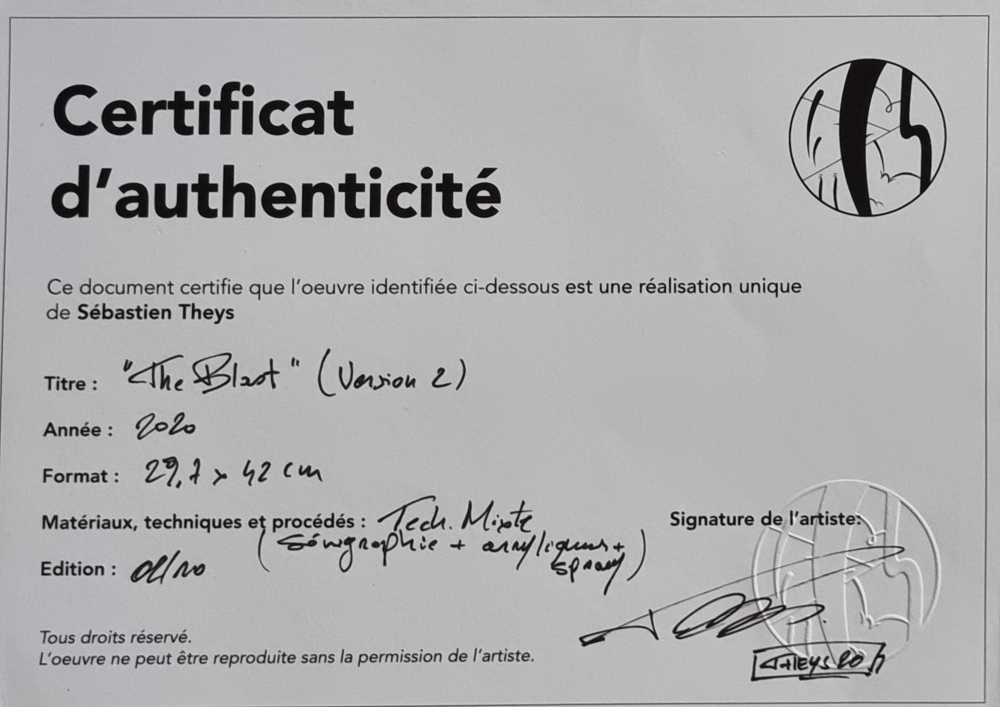 Certificat
d'authenticité
Ce document certifie que l'oeuvre identifiée ci-dessous est une réalisation unique
de Sébastien Theys
Titre : "The Blast" (Version 2)
Année : 2020
Format : 29,7 x 42 cm
Matériaux, techniques et procédés : Tech. Mixte
(Sérigraphie + acryliques +
spray)
Signature de l'artiste:
Edition :
Tous droits réservé.
L'oeuvre ne peut être reproduite sans la permission de l'artiste.
THEYS 20